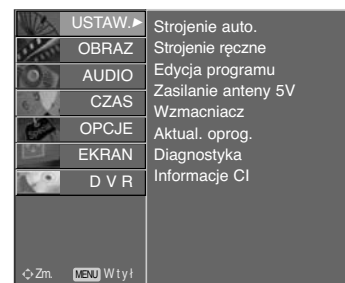 USTAW.
OBRAZ
AUDIO
CZAS
OPCJE
EKRAN
D V R
Strojenie auto.
Strojenie ręczne
Edycja programu
Zasilanie anteny 5V
Wzmacniacz
Aktual. oprog.
Diagnostyka
Informacje CI
Zm. MENU Wtył